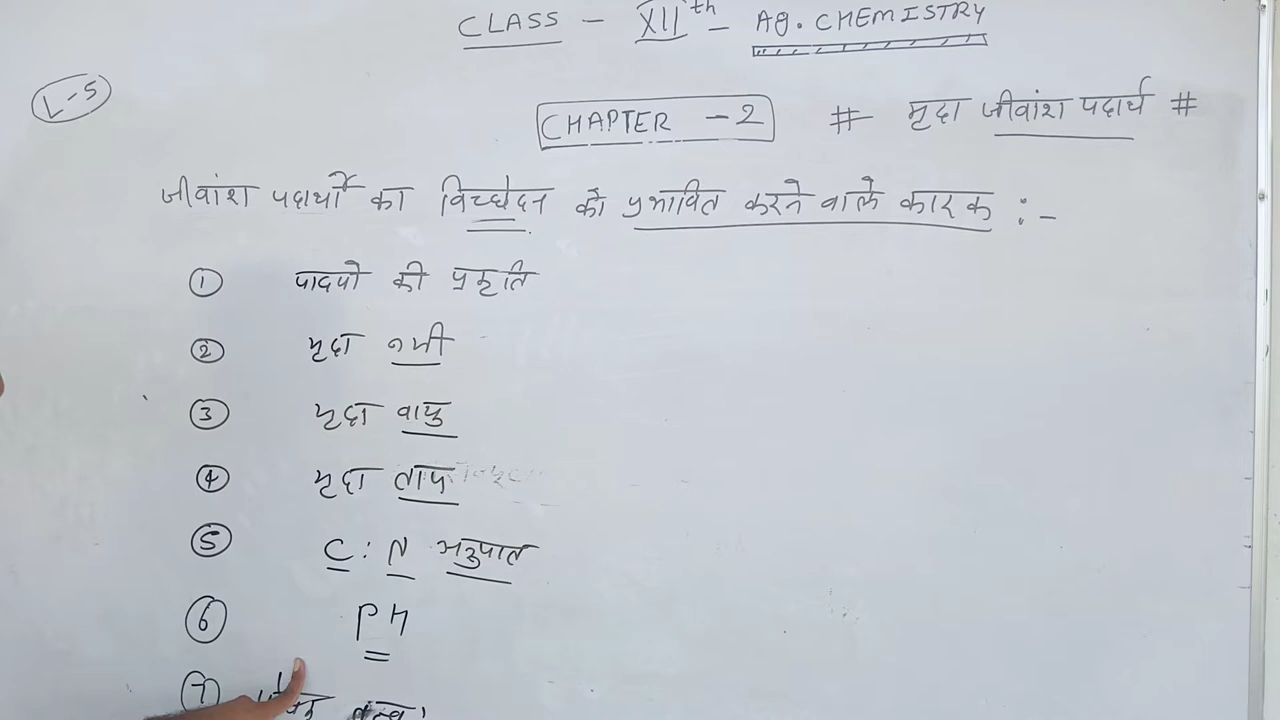 CLASS - XIIth - Ag. CHEMISTRY
L-5
CHAPTER - 2 # मृदा जीवांश पदार्थ #
जीवांश पदार्थों का विच्छेदन को प्रभावित करने वाले कारक :-
① पादपो की प्रकृति
② मृदा नमी
③ मृदा वायु
④ मृदा ताप
⑤ C : N अनुपात
⑥ PH
⑦